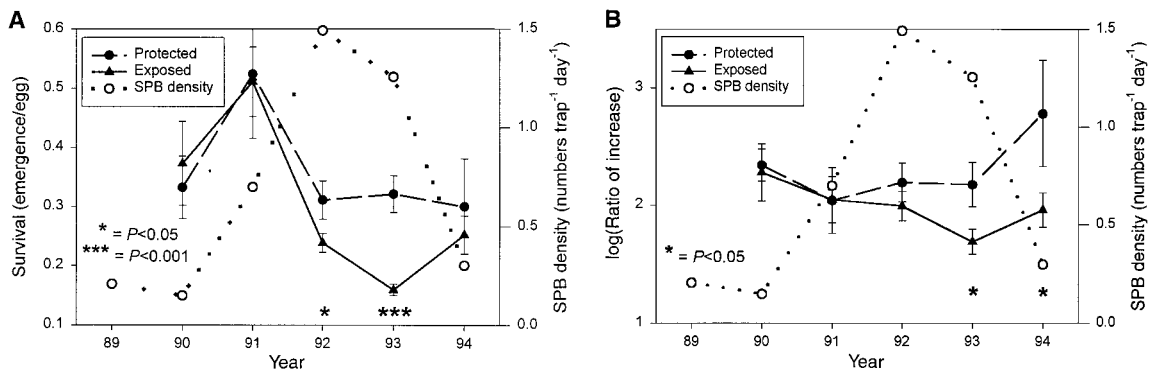 A
Survival (emergence/egg)
0.6
0.5
0.4
0.3
0.2
0.1
Protected
Exposed
SPB density
* = P<0.05
*** = P<0.001
*
***
89 90 91 92 93 94
Year
1.5
1.0
0.5
0.0
SPB density (numbers trap⁻¹ day⁻¹)
B
log(Ratio of increase)
3
2
1
Protected
Exposed
SPB density
* = P<0.05
*
*
89 90 91 92 93 94
Year
1.5
1.0
0.5
0.0
SPB density (numbers trap⁻¹ day⁻¹)